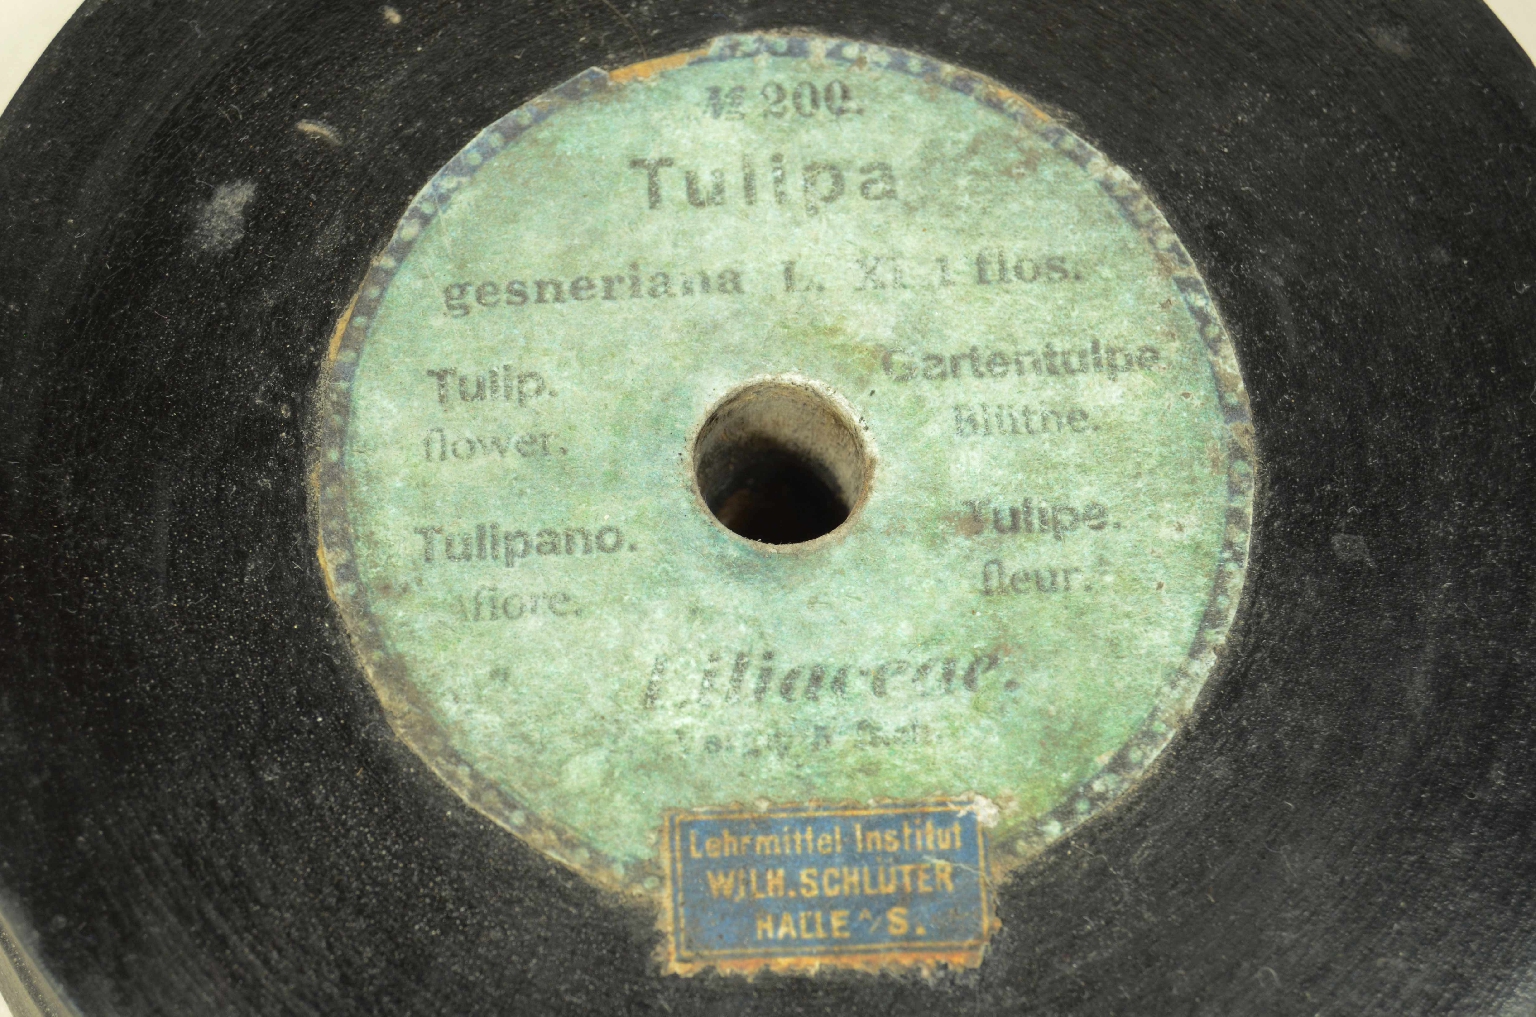 № 200.
Tulipa
gesneriana L. XI.1 flos.
Tulip.
flower.
Gartentulpe
Blüthe.
Tulipano.
fiore.
Tulipe.
fleur.
Liliaceae.
Lehrmittel Institut
WILH. SCHLÜTER
HALLE A/S.